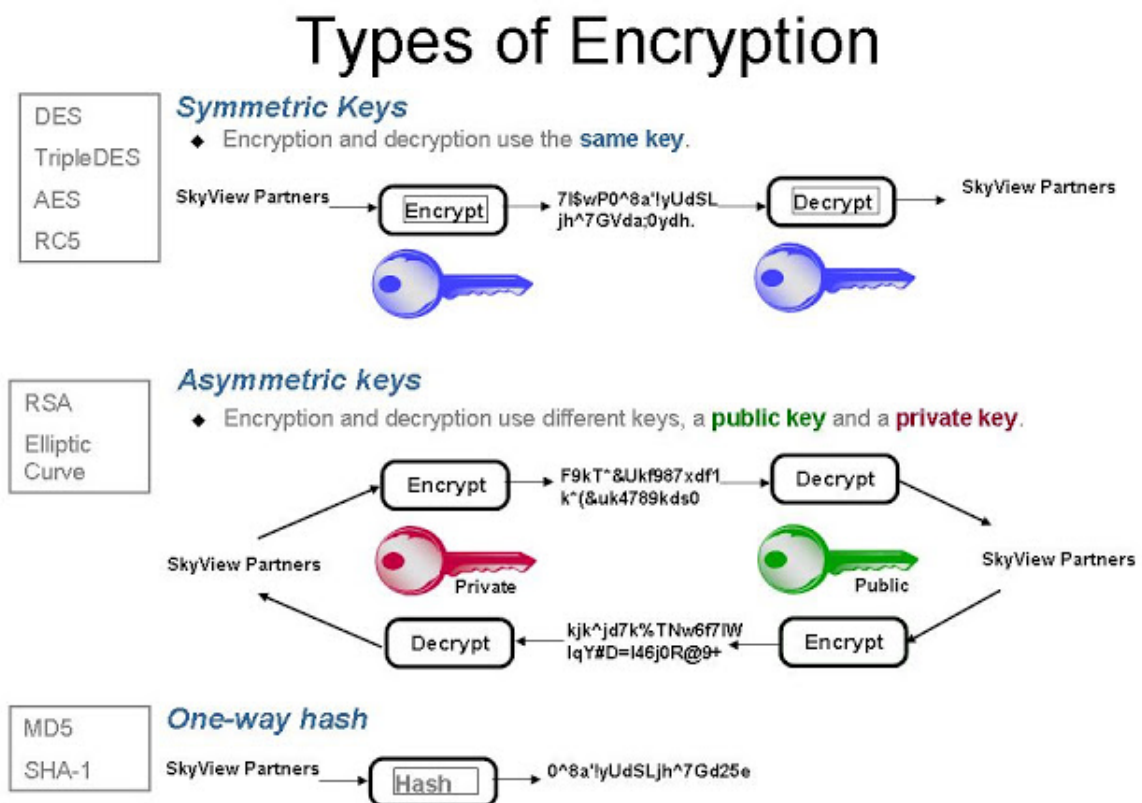 Types of Encryption
DES
TripleDES
AES
RC5
Symmetric Keys
◆ Encryption and decryption use the same key.
SkyView Partners
Encrypt
7!$wP0^8a'!yUdSL
jh^7GVda;0ydh.
Decrypt
SkyView Partners
RSA
Elliptic
Curve
Asymmetric keys
◆ Encryption and decryption use different keys, a public key and a private key.
Encrypt
F9kT*&Ukf987xdf1
k*(&uk4789kds0
Decrypt
SkyView Partners
Private
Public
SkyView Partners
Decrypt
kjk^jd7k%TNw6f7lW
lqY#D=l46j0R@9+
Encrypt
MD5
SHA-1
One-way hash
SkyView Partners
Hash
0^8a'!yUdSLjh^7Gd25e